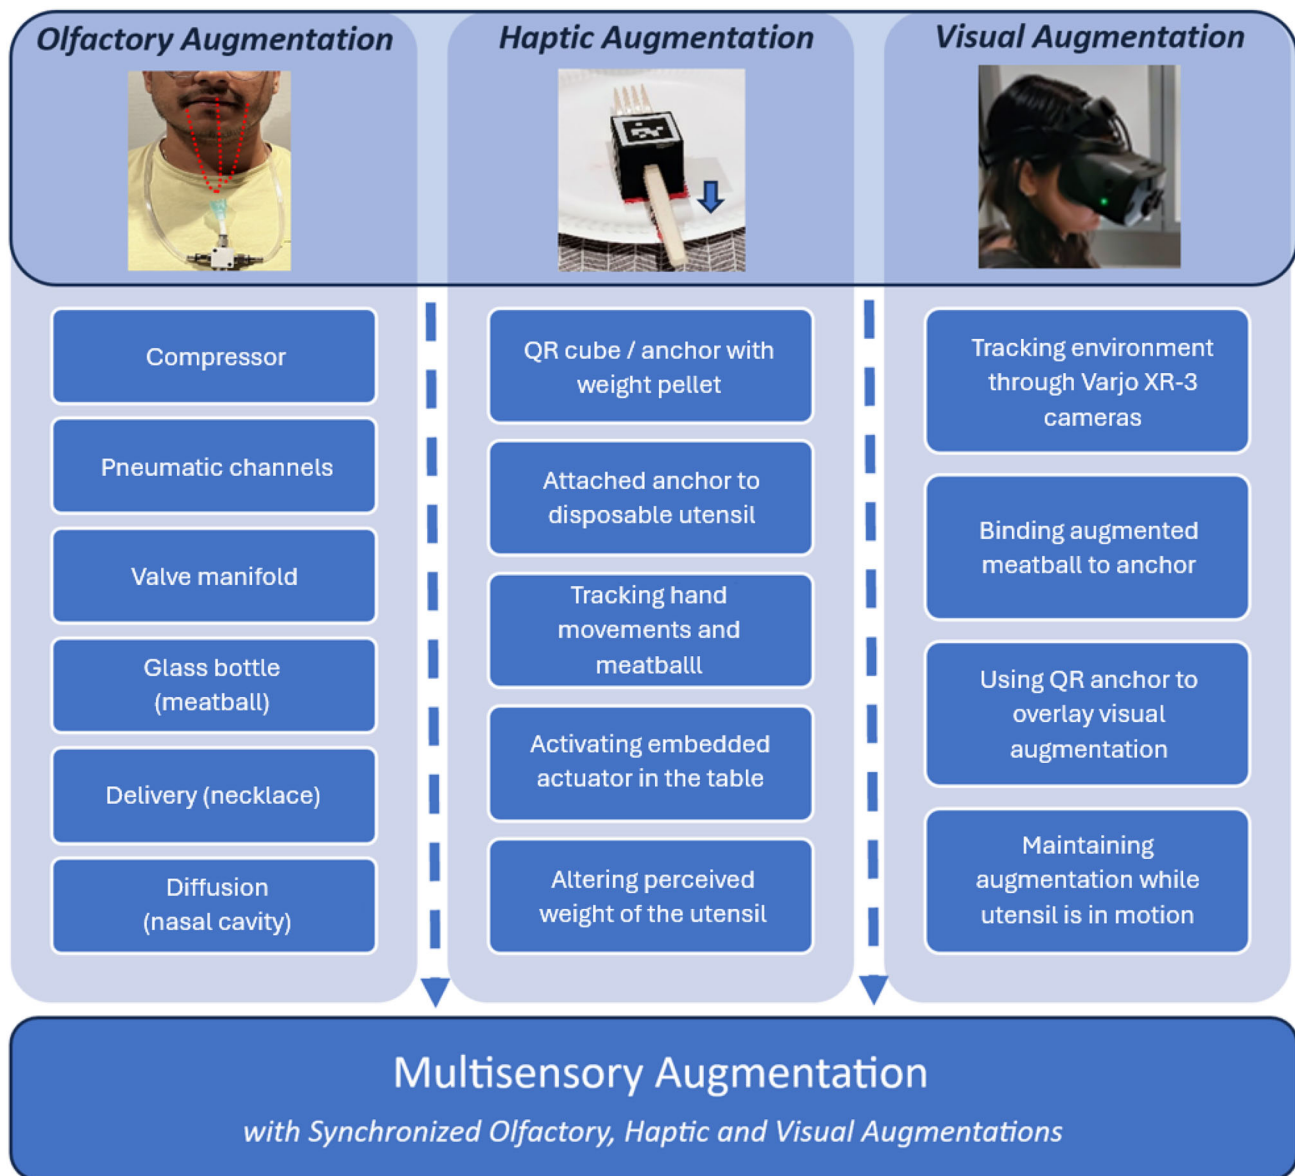 Olfactory Augmentation
Haptic Augmentation
Visual Augmentation
Compressor
Pneumatic channels
Valve manifold
Glass bottle
(meatball)
Delivery (necklace)
Diffusion
(nasal cavity)
QR cube / anchor with
weight pellet
Attached anchor to
disposable utensil
Tracking hand
movements and
meatballl
Activating embedded
actuator in the table
Altering perceived
weight of the utensil
Tracking environment
through Varjo XR-3
cameras
Binding augmented
meatball to anchor
Using QR anchor to
overlay visual
augmentation
Maintaining
augmentation while
utensil is in motion
Multisensory Augmentation
with Synchronized Olfactory, Haptic and Visual Augmentations